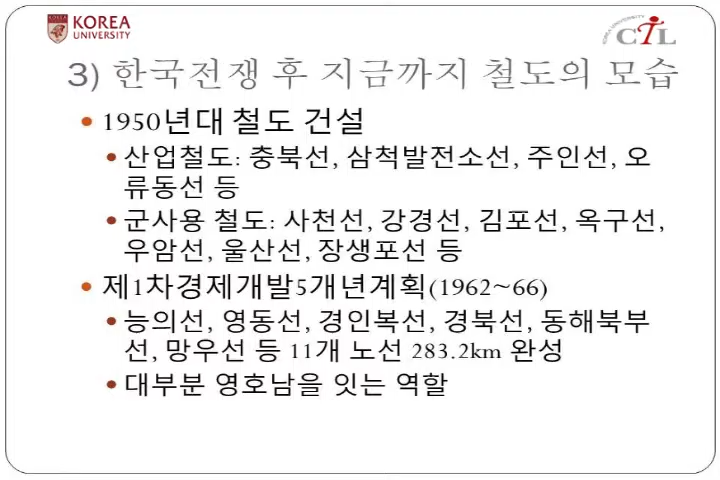 KOREA
UNIVERSITY
KOREA UNIVERSITY
CTL
3) 한국전쟁 후 지금까지 철도의 모습
• 1950년대 철도 건설
• 산업철도: 충북선, 삼척발전소선, 주인선, 오
류동선 등
• 군사용 철도: 사천선, 강경선, 김포선, 옥구선,
우암선, 울산선, 장생포선 등
• 제1차경제개발5개년계획(1962~66)
• 능의선, 영동선, 경인복선, 경북선, 동해북부
선, 망우선 등 11개 노선 283.2km 완성
• 대부분 영호남을 잇는 역할